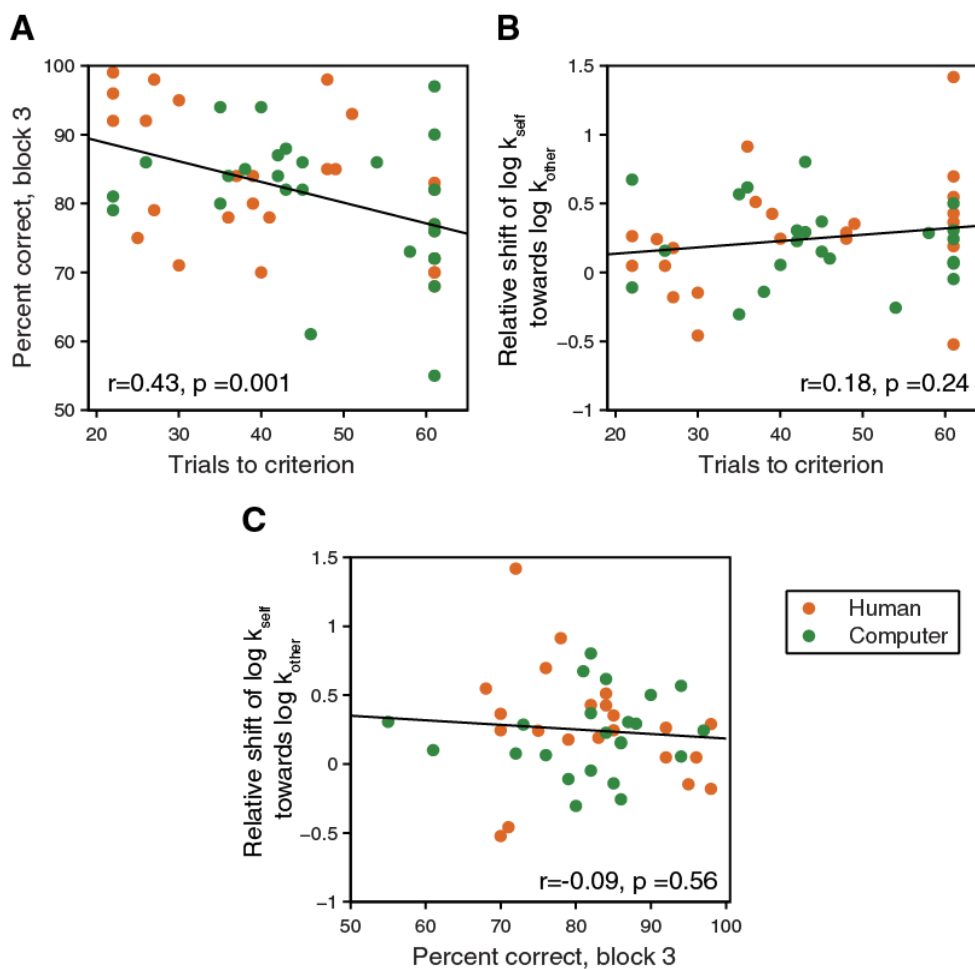 A
B
100
90
80
70
60
50
Percent correct, block 3
r=0.43, p =0.001
20 30 40 50 60
Trials to criterion
1.5
1
0.5
0
−0.5
−1
Relative shift of log k_self
towards log k_other
r=0.18, p =0.24
20 30 40 50 60
Trials to criterion
C
1.5
1
0.5
0
−0.5
−1
Relative shift of log k_self
towards log k_other
r=-0.09, p =0.56
50 60 70 80 90 100
Percent correct, block 3
Human
Computer